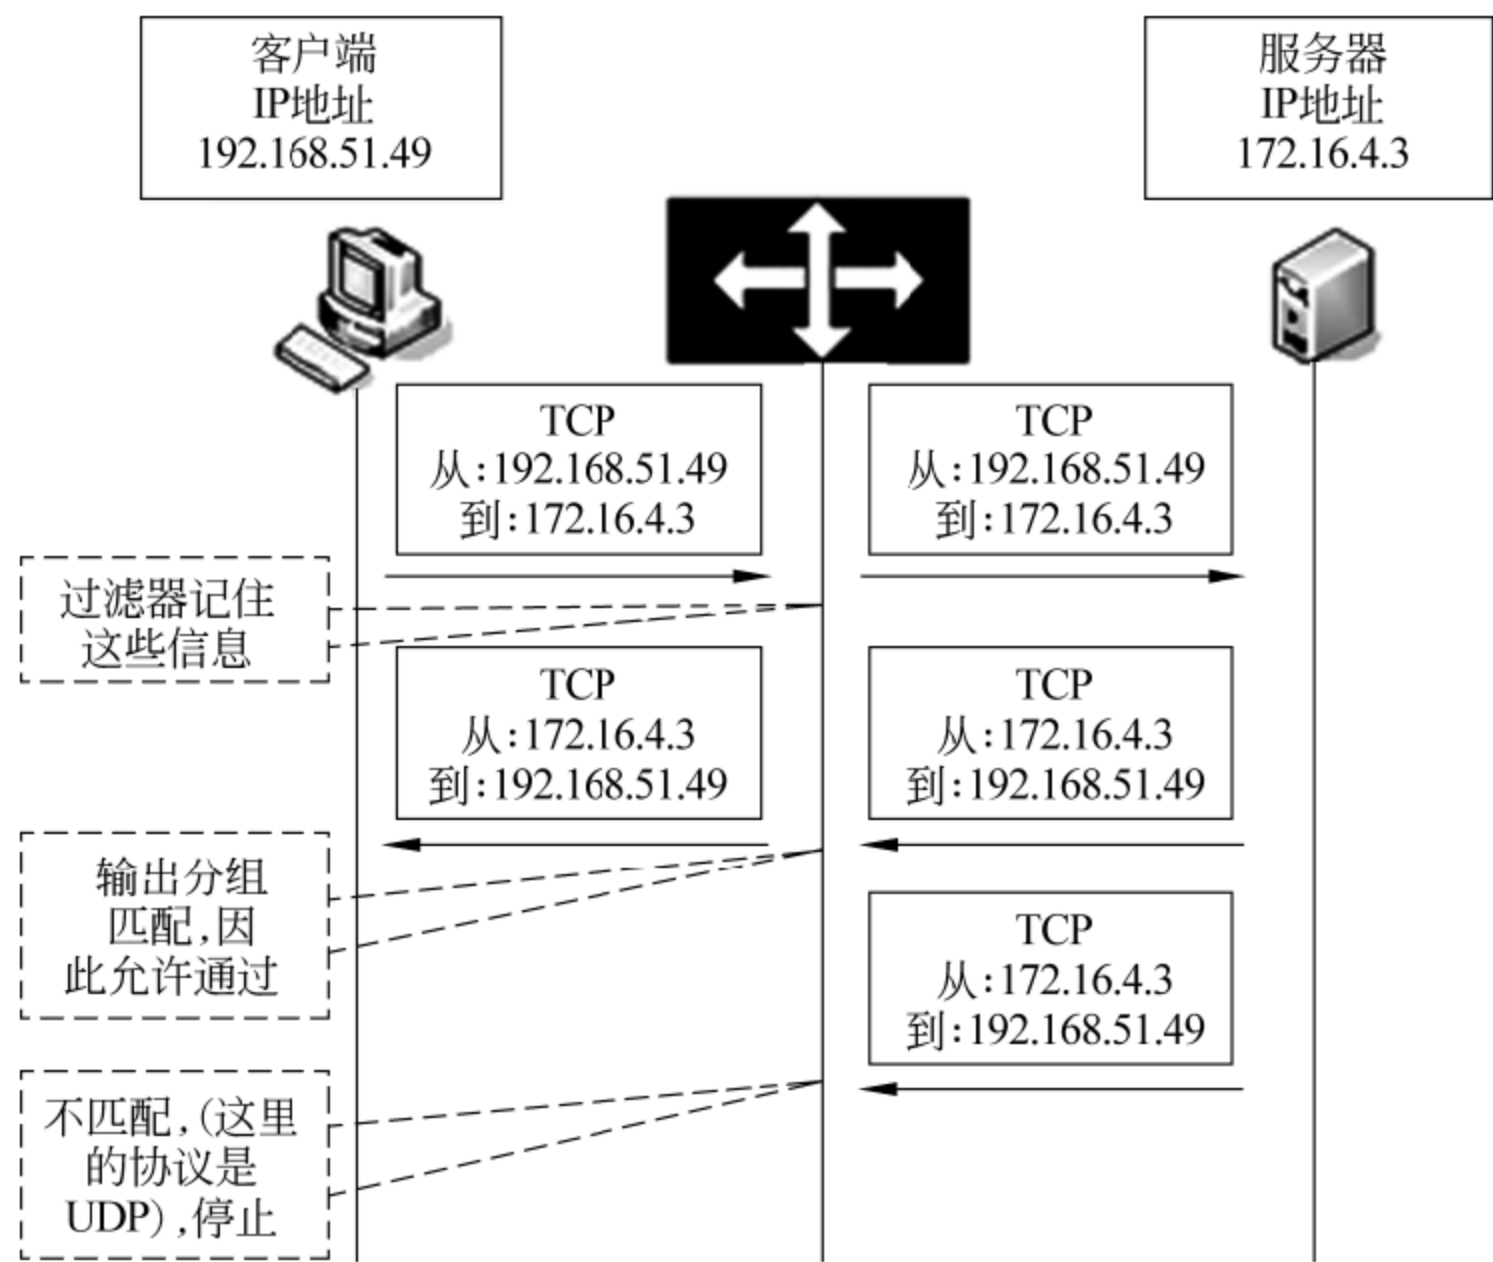 客户端
IP地址
192.168.51.49
服务器
IP地址
172.16.4.3
TCP
从:192.168.51.49
到:172.16.4.3
TCP
从:192.168.51.49
到:172.16.4.3
过滤器记住
这些信息
TCP
从:172.16.4.3
到:192.168.51.49
TCP
从:172.16.4.3
到:192.168.51.49
输出分组
匹配,因
此允许通过
TCP
从:172.16.4.3
到:192.168.51.49
不匹配,(这里
的协议是
UDP),停止